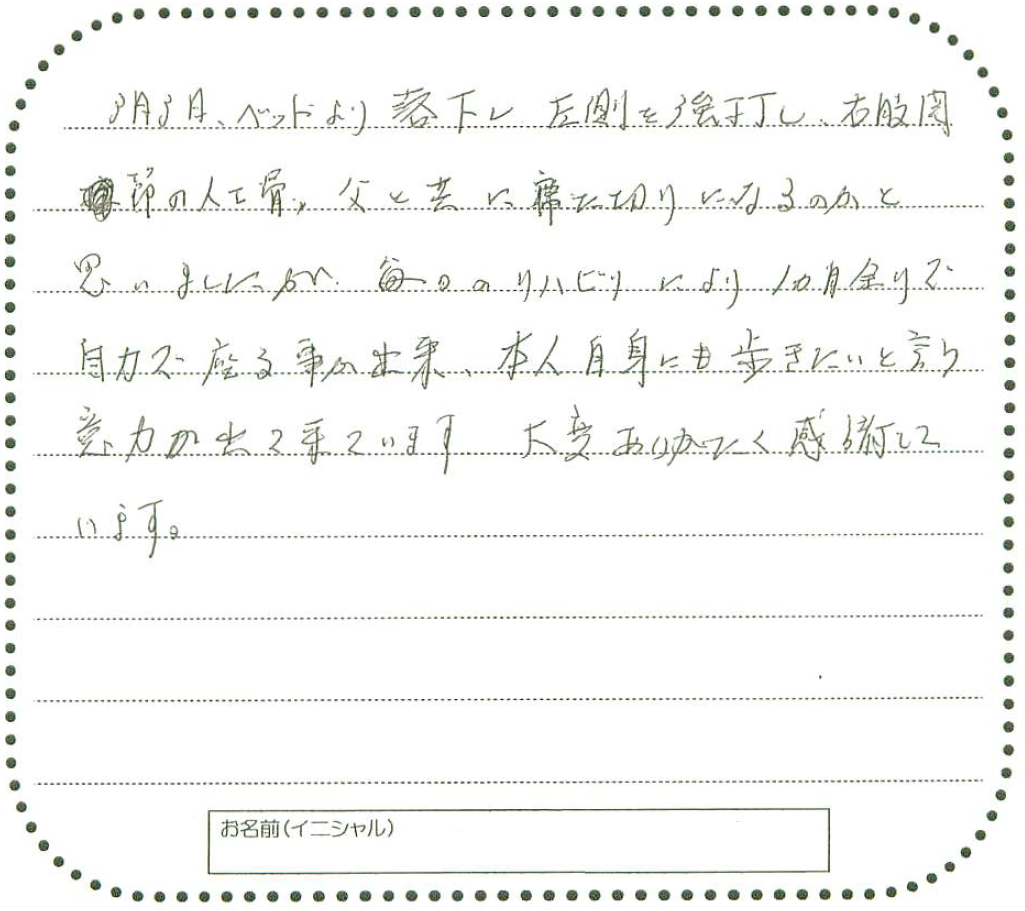 3月3日、ベットより落下し 左側を強打し、右股関
節の人工骨、父と共に寝た切りになるのかと
思いましたが、毎日のリハビリにより1カ月余りで
自力で座る事が出来、本人自身にも歩きたいと言う
意力が出て来ています 大変ありがたく感謝して
います。
お名前(イニシャル)